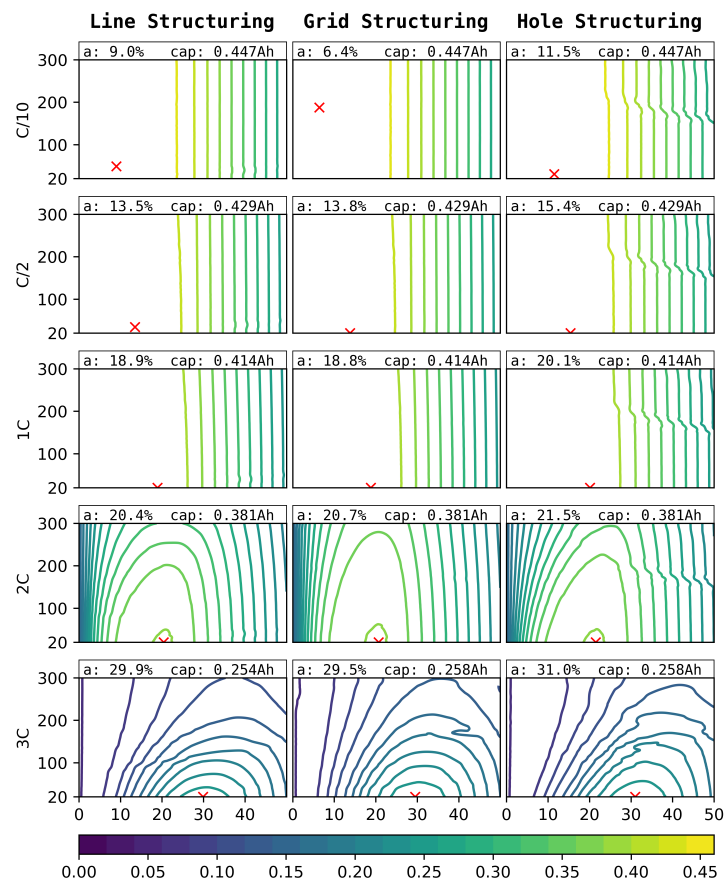 Line Structuring Grid Structuring Hole Structuring
a: 9.0% cap: 0.447Ah a: 6.4% cap: 0.447Ah a: 11.5% cap: 0.447Ah
300
200
100
20
C/10
a: 13.5% cap: 0.429Ah a: 13.8% cap: 0.429Ah a: 15.4% cap: 0.429Ah
300
200
100
20
C/2
a: 18.9% cap: 0.414Ah a: 18.8% cap: 0.414Ah a: 20.1% cap: 0.414Ah
300
200
100
20
1C
a: 20.4% cap: 0.381Ah a: 20.7% cap: 0.381Ah a: 21.5% cap: 0.381Ah
300
200
100
20
2C
a: 29.9% cap: 0.254Ah a: 29.5% cap: 0.258Ah a: 31.0% cap: 0.258Ah
300
200
100
20
3C
0 10 20 30 40 0 20 40 0 10 20 30 40 50
0.00 0.05 0.10 0.15 0.20 0.25 0.30 0.35 0.40 0.45